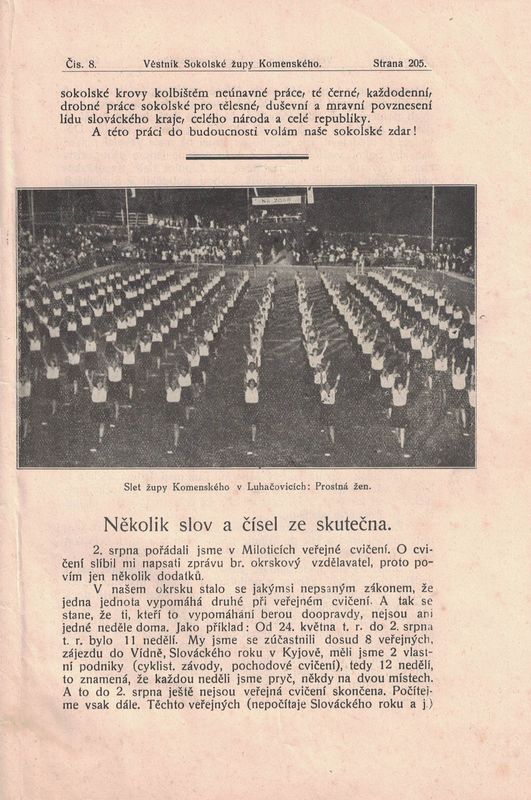 Čís. 8. Věstník Sokolské župy Komenského. Strana 205.
sokolské krovy kolbištěm neúnavné práce, té černé, každodenní,
drobné práce sokolské pro tělesné, duševní a mravní povznesení
lidu slováckého kraje, celého národa a celé republiky.
A této práci do budoucnosti volám naše sokolské zdar!
NA ZDAR
Slet župy Komenského v Luhačovicích: Prostná žen.
Několik slov a čísel ze skutečna.
2. srpna pořádali jsme v Miloticích veřejné cvičení. O cvi-
čení slíbil mi napsati zprávu br. okrskový vzdělavatel, proto po-
vím jen několik dodatků.
V našem okrsku stalo se jakýmsi nepsaným zákonem, že
jedna jednota vypomáhá druhé při veřejném cvičení. A tak se
stane, že ti, kteří to vypomáhání berou doopravdy, nejsou ani
jedné neděle doma. Jako příklad: Od 24. května t. r. do 2. srpna
t. r. bylo 11 nedělí. My jsme se zúčastnili dosud 8 veřejných,
zájezdu do Vídně, Slováckého roku v Kyjově, měli jsme 2 vlast-
ní podniky (cyklist. závody, pochodové cvičení), tedy 12 nedělí,
to znamená, že každou neděli jsme pryč, někdy na dvou místech.
A to do 2. srpna ještě nejsou veřejná cvičení skončena. Počítej-
me vsak dále. Těchto veřejných (nepočítaje Slováckého roku a j.)